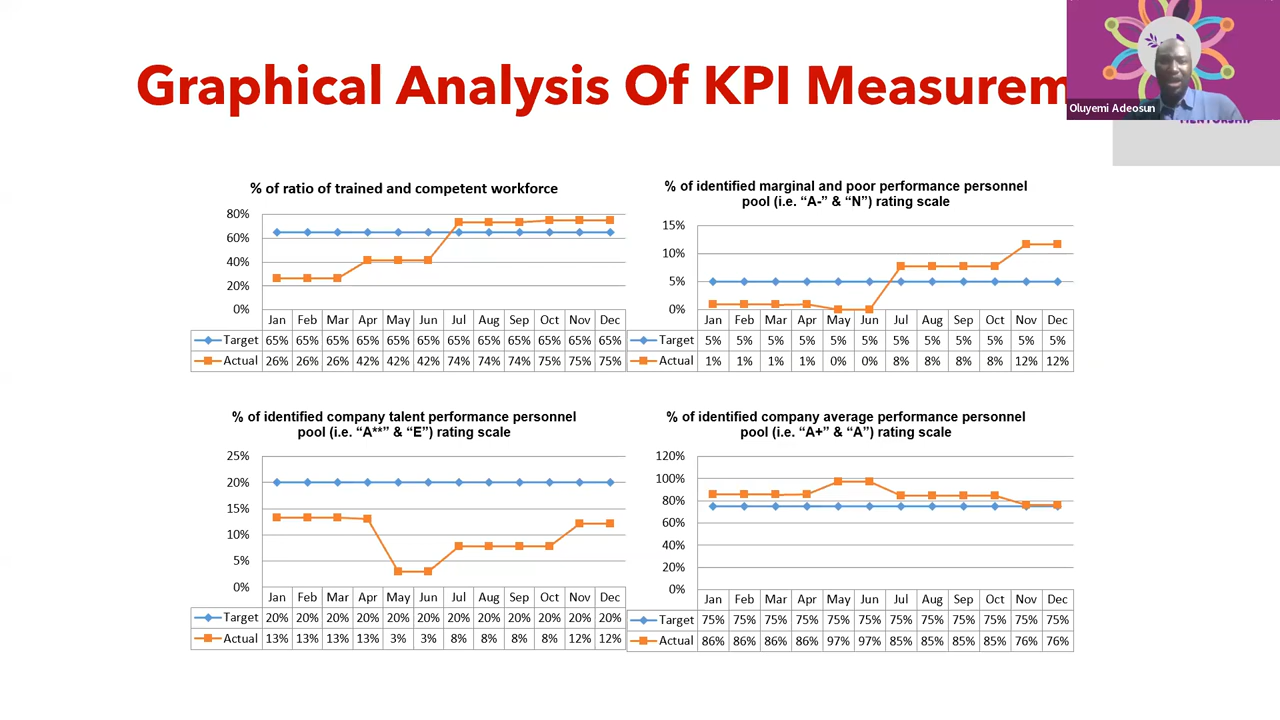 Graphical Analysis Of KPI Measurem
Oluyemi Adeosun
MENTORSHIP
% of ratio of trained and competent workforce
80%
60%
40%
20%
0%
Jan Feb Mar Apr May Jun Jul Aug Sep Oct Nov Dec
Target 65% 65% 65% 65% 65% 65% 65% 65% 65% 65% 65% 65%
Actual 26% 26% 26% 42% 42% 42% 74% 74% 74% 75% 75% 75%
% of identified marginal and poor performance personnel
pool (i.e. “A-” & “N”) rating scale
15%
10%
5%
0%
Jan Feb Mar Apr May Jun Jul Aug Sep Oct Nov Dec
Target 5% 5% 5% 5% 5% 5% 5% 5% 5% 5% 5% 5%
Actual 1% 1% 1% 1% 0% 0% 8% 8% 8% 8% 12% 12%
% of identified company talent performance personnel
pool (i.e. “A**” & “E”) rating scale
25%
20%
15%
10%
5%
0%
Jan Feb Mar Apr May Jun Jul Aug Sep Oct Nov Dec
Target 20% 20% 20% 20% 20% 20% 20% 20% 20% 20% 20% 20%
Actual 13% 13% 13% 13% 3% 3% 8% 8% 8% 8% 12% 12%
% of identified company average performance personnel
pool (i.e. “A+” & “A”) rating scale
120%
100%
80%
60%
40%
20%
0%
Jan Feb Mar Apr May Jun Jul Aug Sep Oct Nov Dec
Target 75% 75% 75% 75% 75% 75% 75% 75% 75% 75% 75% 75%
Actual 86% 86% 86% 86% 97% 97% 85% 85% 85% 85% 76% 76%